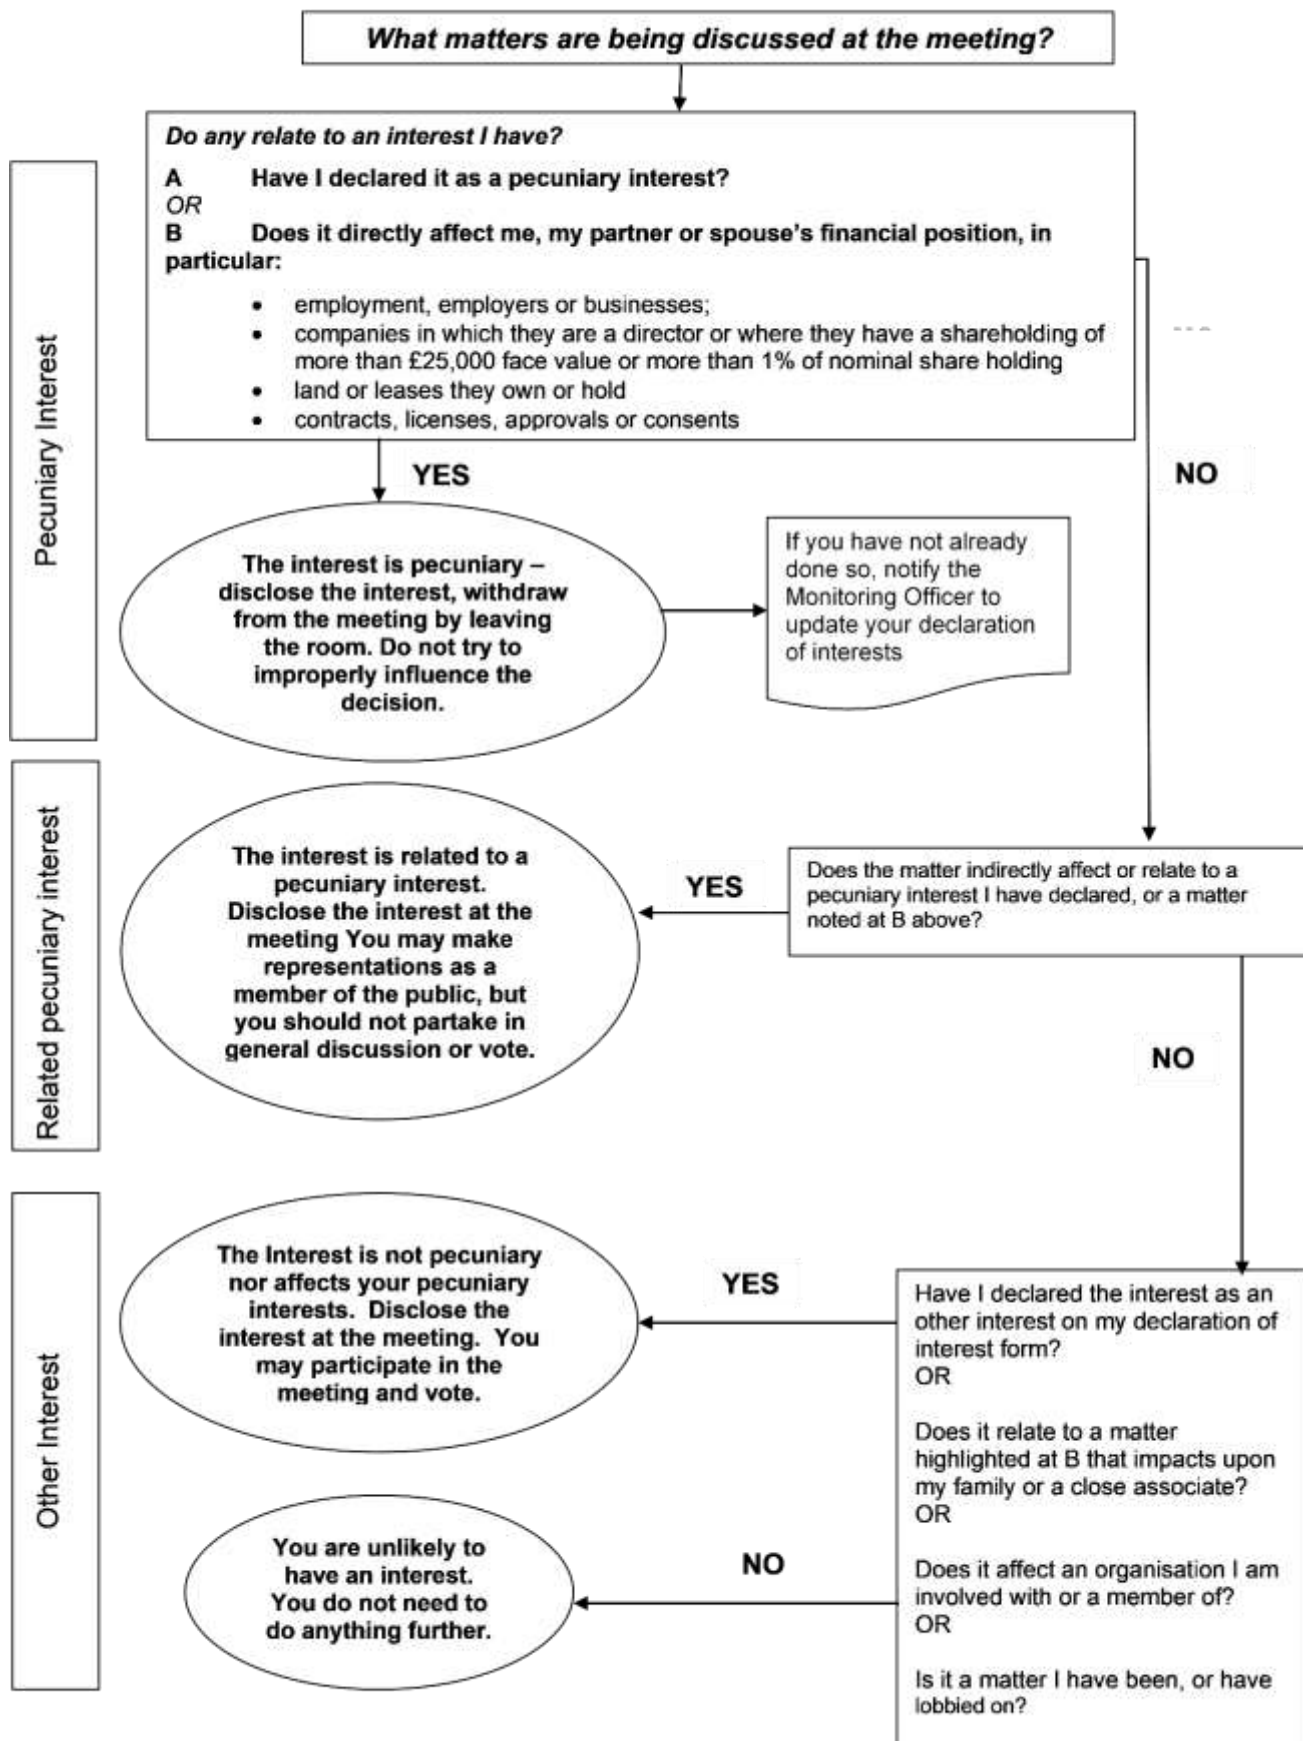 What matters are being discussed at the meeting?
Pecuniary Interest
Do any relate to an interest I have?
A Have I declared it as a pecuniary interest?
OR
B Does it directly affect me, my partner or spouse's financial position, in
particular:
• employment, employers or businesses;
• companies in which they are a director or where they have a shareholding of
more than £25,000 face value or more than 1% of nominal share holding
• land or leases they own or hold
• contracts, licenses, approvals or consents
YES
NO
The interest is pecuniary –
disclose the interest, withdraw
from the meeting by leaving
the room. Do not try to
improperly influence the
decision.
If you have not already
done so, notify the
Monitoring Officer to
update your declaration
of interests
Related pecuniary interest
Does the matter indirectly affect or relate to a
pecuniary interest I have declared, or a matter
noted at B above?
YES
The interest is related to a
pecuniary interest.
Disclose the interest at the
meeting You may make
representations as a
member of the public, but
you should not partake in
general discussion or vote.
NO
Other Interest
Have I declared the interest as an
other interest on my declaration of
interest form?
OR
Does it relate to a matter
highlighted at B that impacts upon
my family or a close associate?
OR
Does it affect an organisation I am
involved with or a member of?
OR
Is it a matter I have been, or have
lobbied on?
YES
The Interest is not pecuniary
nor affects your pecuniary
interests. Disclose the
interest at the meeting. You
may participate in the
meeting and vote.
NO
You are unlikely to
have an interest.
You do not need to
do anything further.